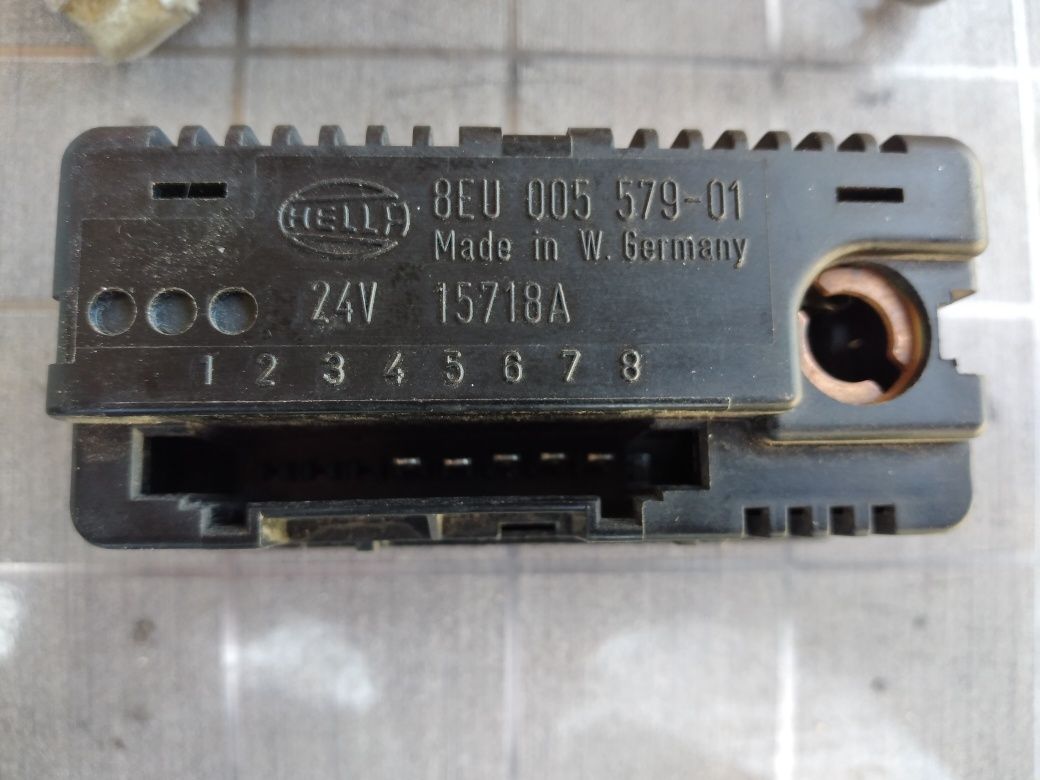 HELLA 8EU 005 579-01
Made in W. Germany
24V 15718A
1 2 3 4 5 6 7 8